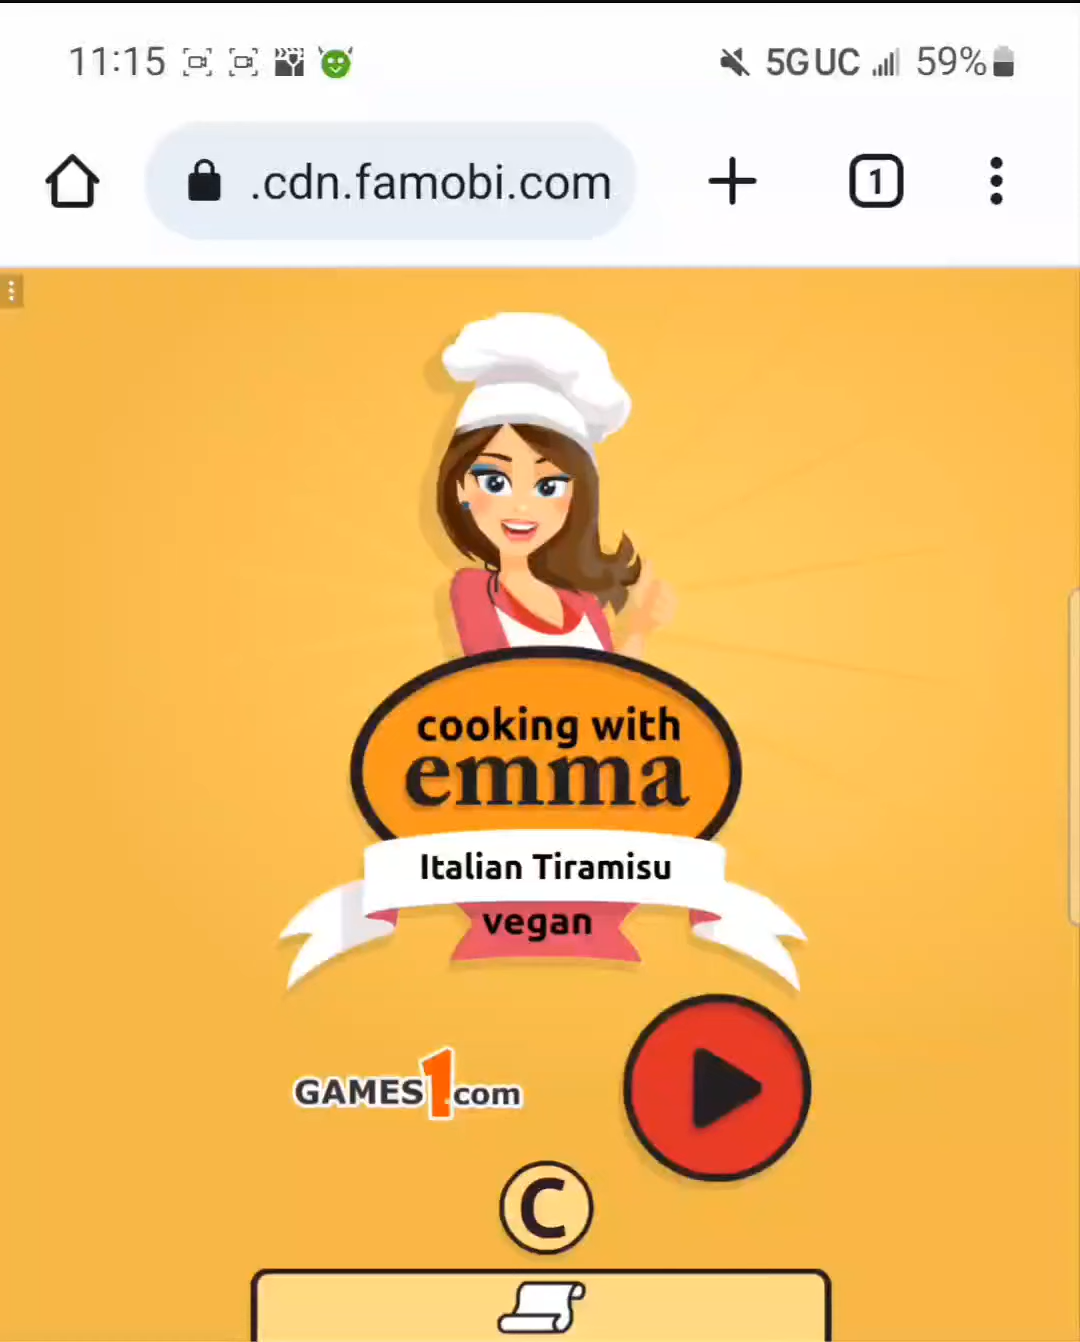 11:15
5G UC 59%
.cdn.famobi.com
1
cooking with
emma
Italian Tiramisu
vegan
GAMES1.com
C